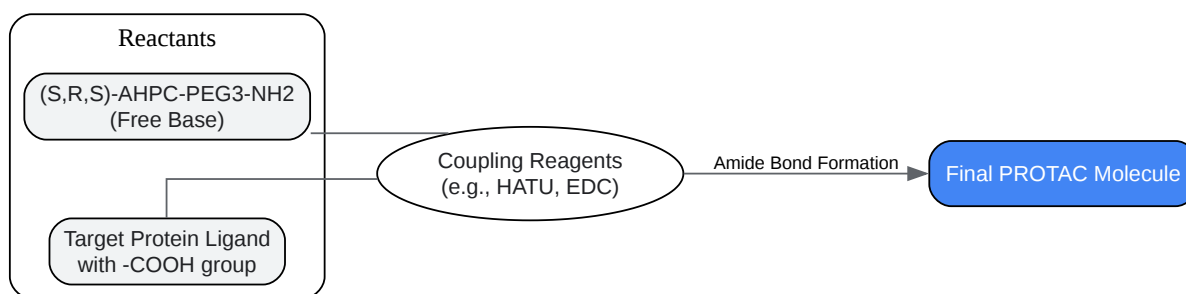 Reactants
(S,R,S)-AHPC-PEG3-NH2
(Free Base)
Target Protein Ligand
with -COOH group
Coupling Reagents
(e.g., HATU, EDC)
Amide Bond Formation
Final PROTAC Molecule